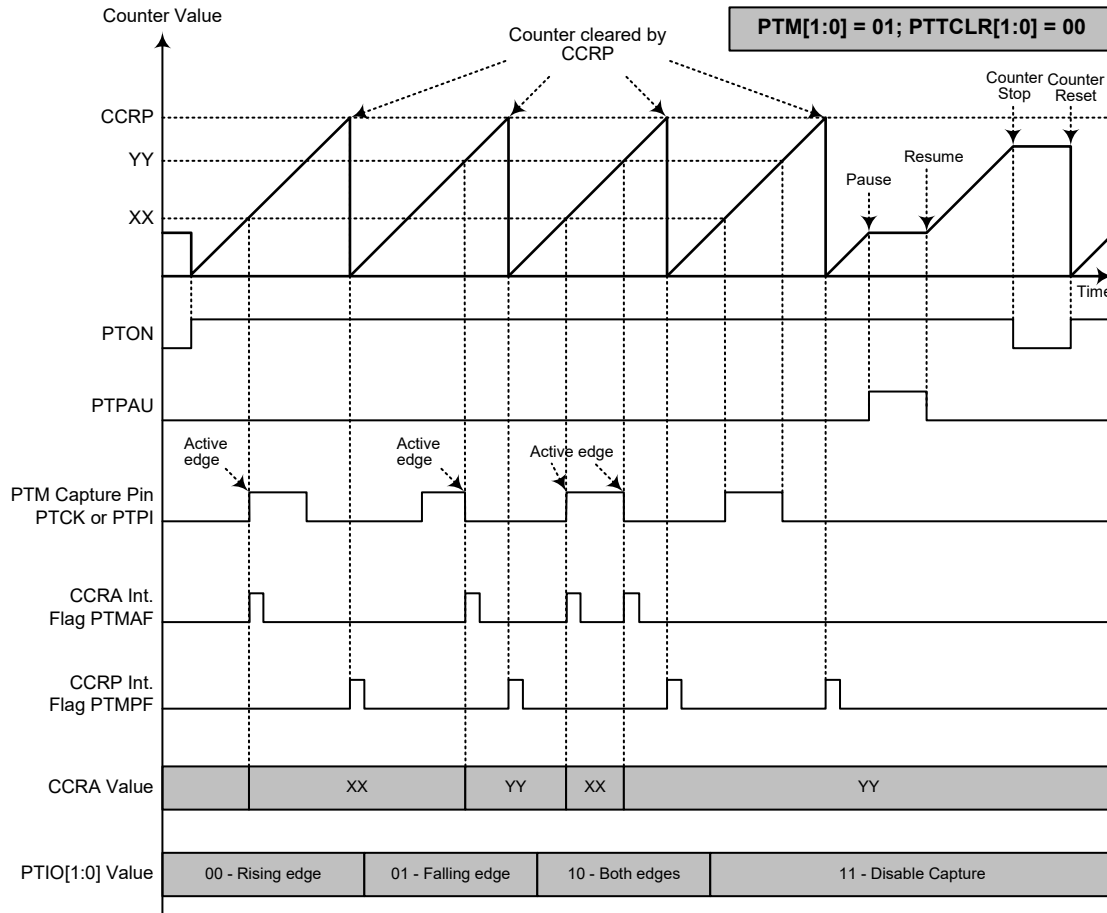 Counter Value
PTM[1:0] = 01; PTTCLR[1:0] = 00
Counter cleared by
CCRP
Counter
Stop
Counter
Reset
CCRP
YY
XX
Pause
Resume
Time
PTON
PTPAU
Active
edge
Active
edge
Active edge
PTM Capture Pin
PTCK or PTPI
CCRA Int.
Flag PTMAF
CCRP Int.
Flag PTMPF
CCRA Value
XX
YY
XX
YY
PTIO[1:0] Value
00 - Rising edge
01 - Falling edge
10 - Both edges
11 - Disable Capture